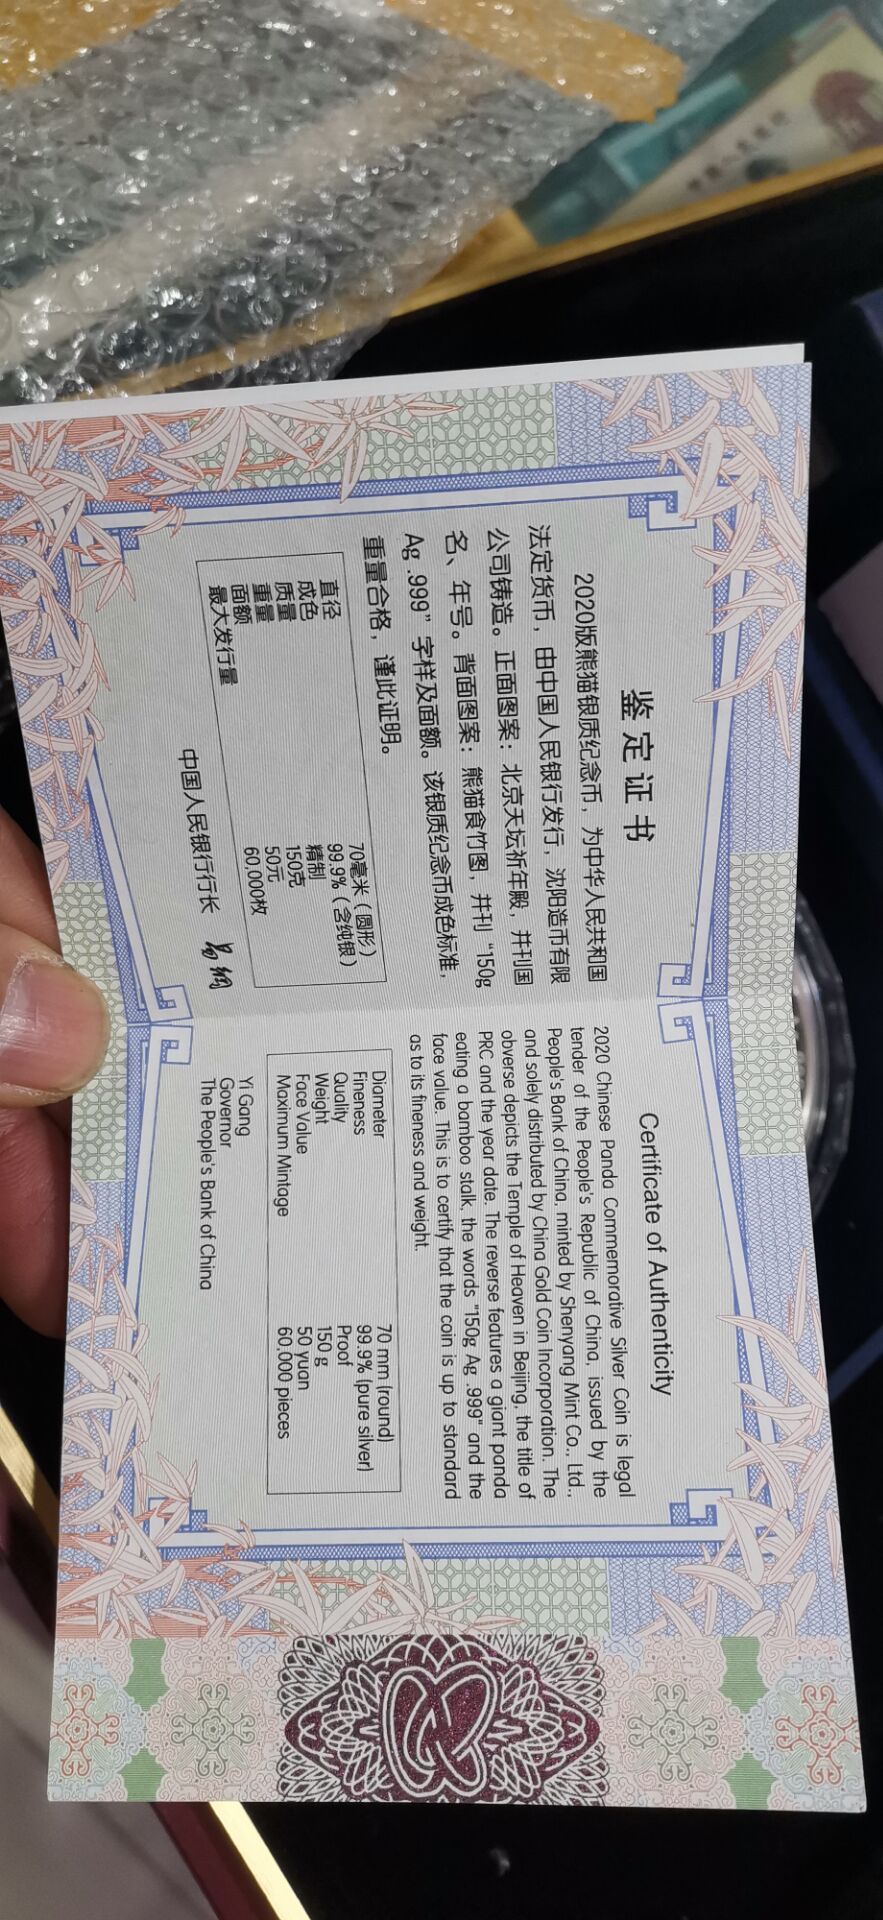 鉴定证书
2020版熊猫银质纪念币，为中华人民共和国
法定货币，由中国人民银行发行，沈阳造币有限
公司铸造。正面图案：北京天坛祈年殿，并刊国
名、年号。背面图案：熊猫食竹图，并刊“150g
Ag .999”字样及面额。该银质纪念币成色标准，
重量合格，谨此证明。
直径 70毫米（圆形）
成色 99.9%（含纯银）
质量 精制
重量 150克
面额 50元
最大发行量 60,000枚
中国人民银行行长 易纲
Certificate of Authenticity
2020 Chinese Panda Commemorative Silver Coin is legal
tender of the People's Republic of China, issued by the
People's Bank of China, minted by Shenyang Mint Co., Ltd.,
and solely distributed by China Gold Coin Incorporation. The
obverse depicts the Temple of Heaven in Beijing, the title of
PRC and the year date. The reverse features a giant panda
eating a bamboo stalk, the words "150g Ag .999" and the
face value. This is to certify that the coin is up to standard
as to its fineness and weight.
Diameter 70 mm (round)
Fineness 99.9% (pure silver)
Quality Proof
Weight 150 g
Face Value 50 yuan
Maximum Mintage 60,000 pieces
Yi Gang
Governor
The People's Bank of China